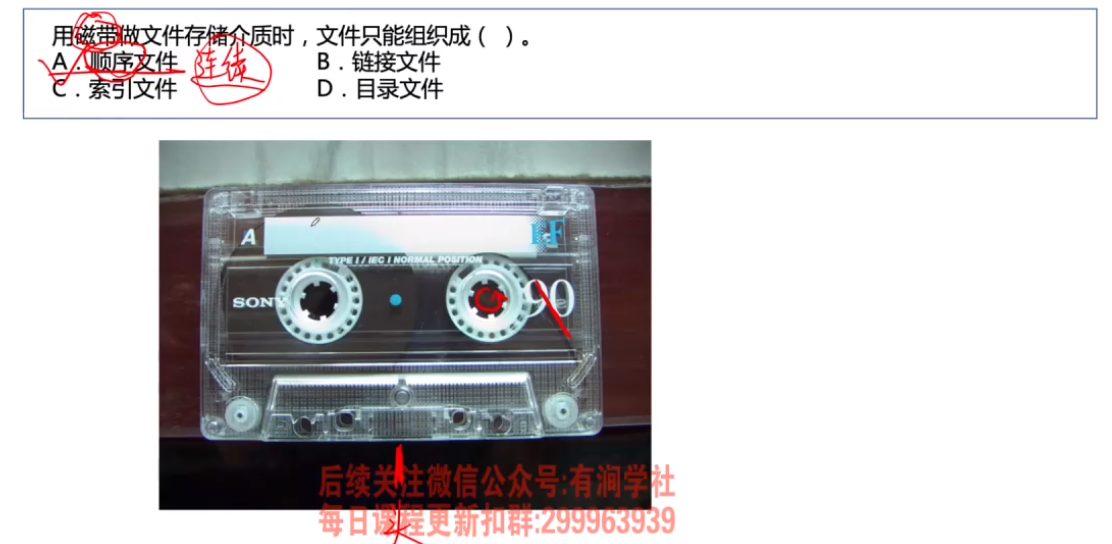 用磁带做文件存储介质时，文件只能组织成（ ）。
A．顺序文件 B．链接文件
连续
C．索引文件 D．目录文件
A
EF
TYPE I / IEC I NORMAL POSITION
SONY
90
后续关注微信公众号:有涧学社
每日课程更新扣群:299963939
头